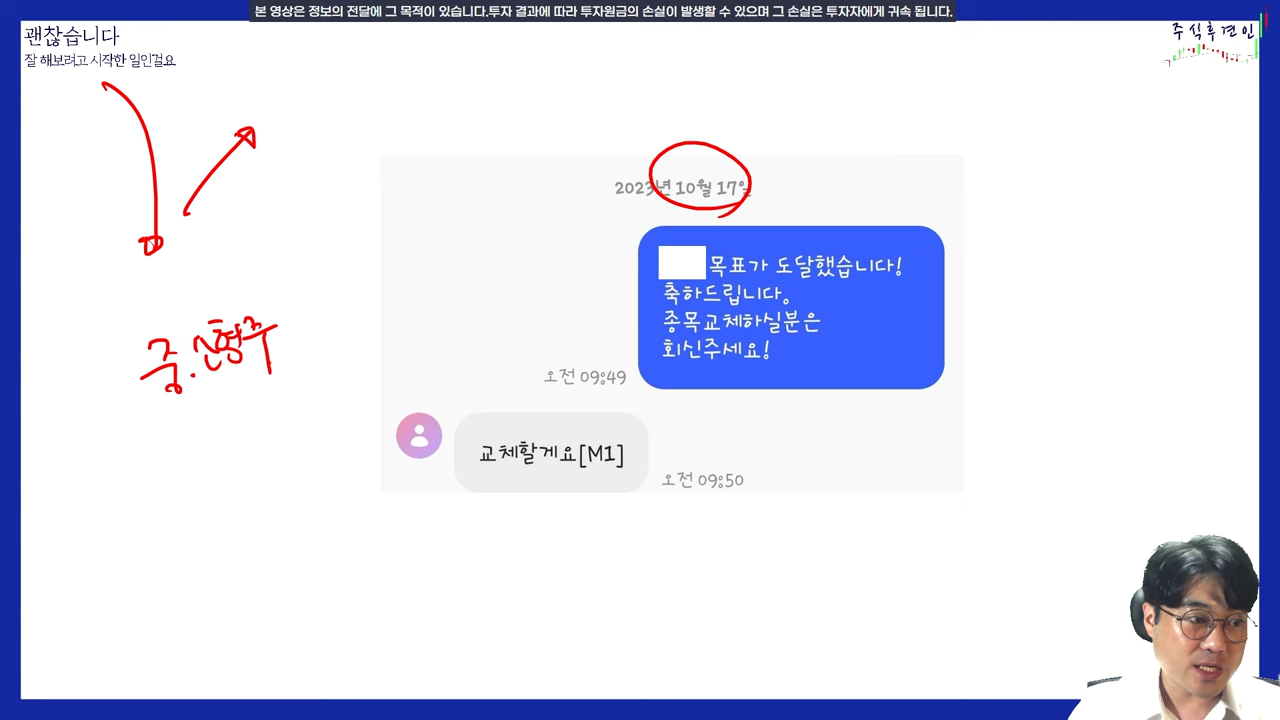 본 영상은 정보의 전달에 그 목적이 있습니다.투자 결과에 따라 투자원금의 손실이 발생할 수 있으며 그 손실은 투자자에게 귀속 됩니다.
괜찮습니다
잘 해보려고 시작한 일인걸요
주식후견인
2023년 10월 17일
목표가 도달했습니다!
축하드립니다.
종목교체하실분은
회신주세요!
오전 09:49
중.소형주
교체할게요[M1]
오전 09:50